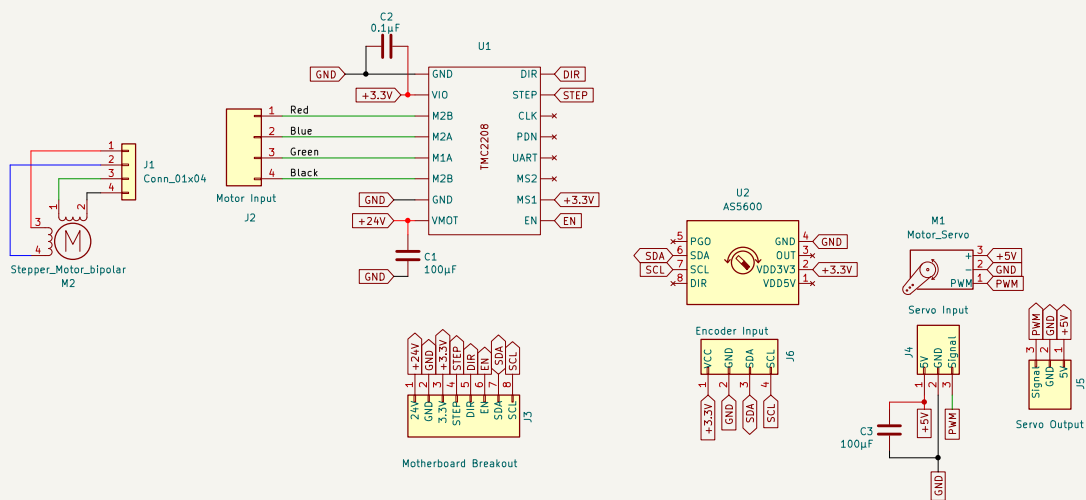 C2
0.1µF
U1
GND
GND
DIR
DIR
+3.3V
VIO
STEP
STEP
1
Red
M2B
CLK
2
Blue
M2A
PDN
3
Green
M1A
UART
4
Black
M2B
MS2
TMC2208
GND
GND
MS1
+3.3V
+24V
VMOT
EN
EN
Motor Input
J2
C1
100µF
GND
1
2
3
4
J1
Conn_01x04
1
2
3
4
M
Stepper_Motor_bipolar
M2
U2
AS5600
5
PGO
GND
4
GND
SDA
6
SDA
OUT
3
SCL
7
SCL
VDD3V3
2
+3.3V
8
DIR
VDD5V
1
M1
Motor_Servo
+
3
+5V
-
2
GND
PWM
1
PWM
+24V
GND
+3.3V
STEP
DIR
EN
SDA
SCL
1
2
3
4
5
6
7
8
24V
GND
3.3V
STEP
DIR
EN
SDA
SCL
J3
Motherboard Breakout
Encoder Input
VCC
GND
SDA
SCL
J6
1
2
3
4
+3.3V
GND
SDA
SCL
Servo Input
J4
5V
GND
Signal
1
2
3
+5V
PWM
C3
100µF
GND
PWM
GND
+5V
3
2
1
Signal
GND
5V
J5
Servo Output